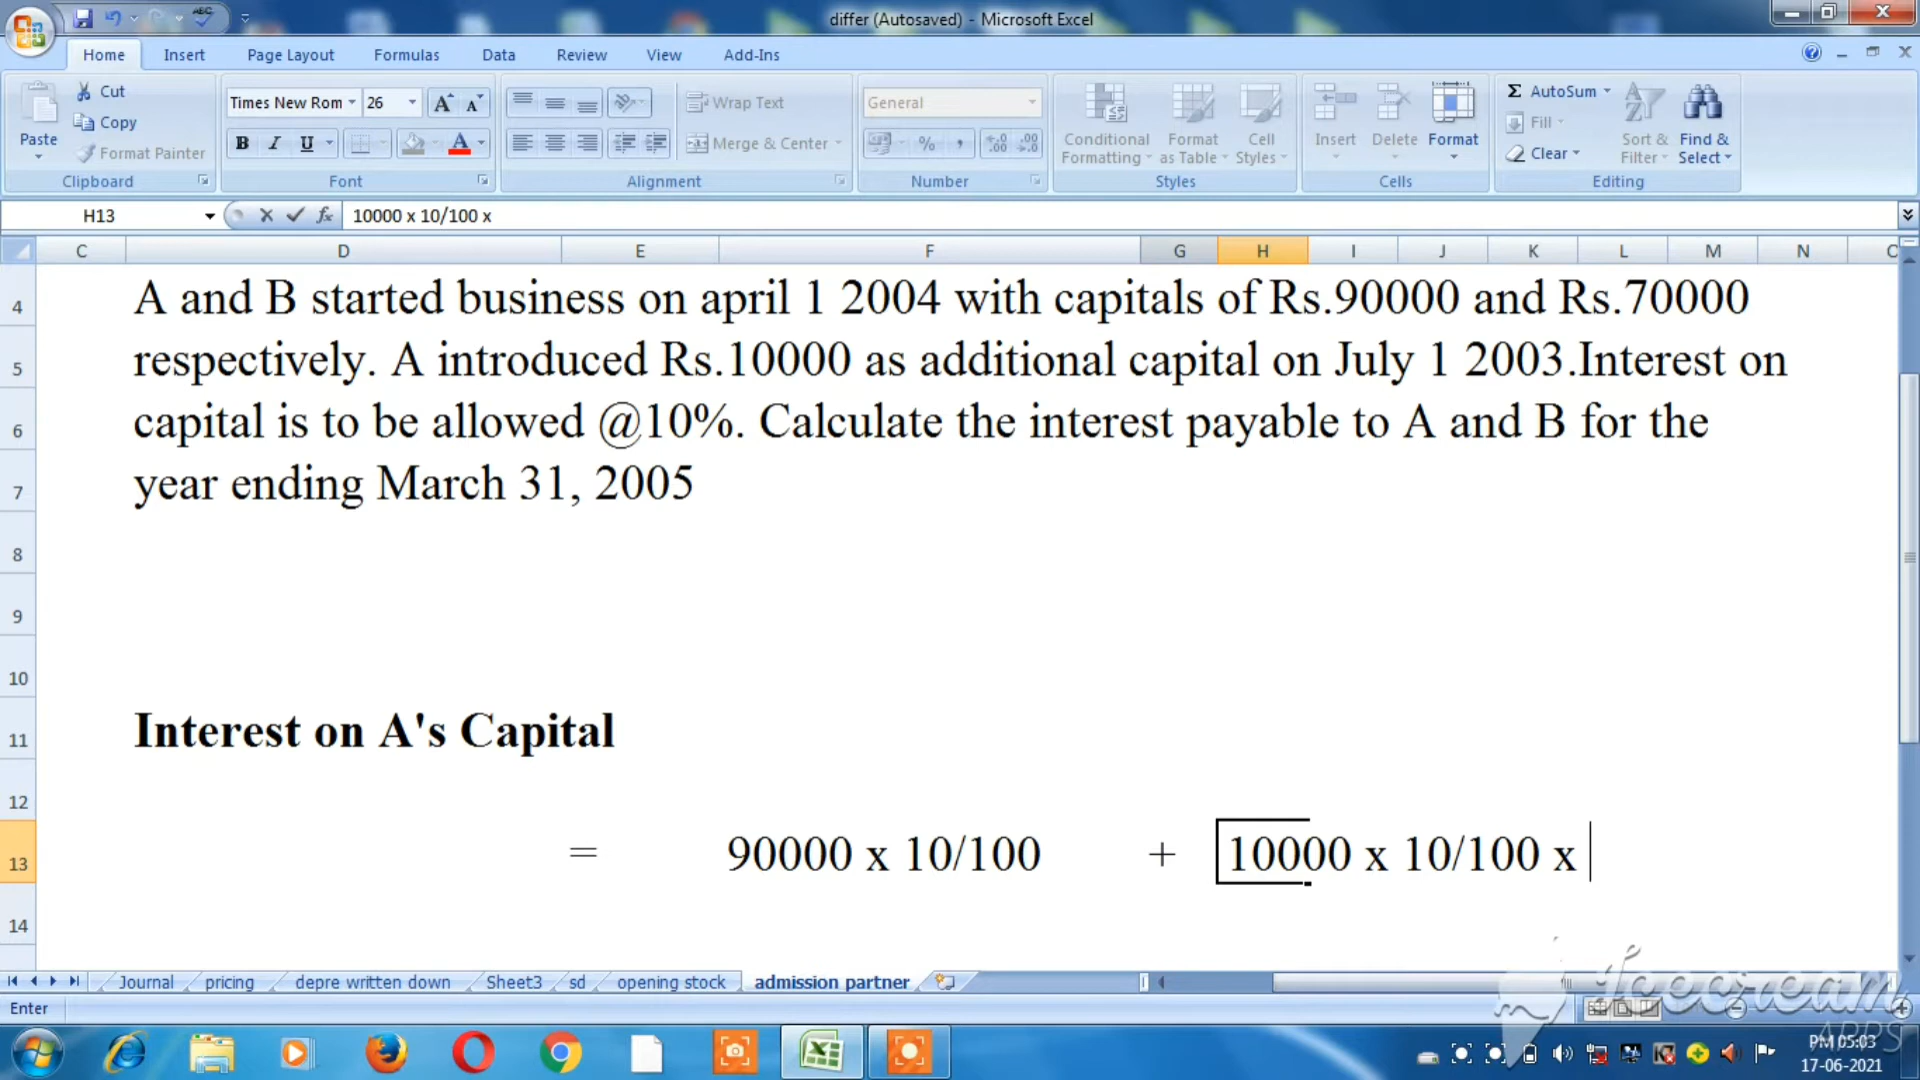 differ (Autosaved) - Microsoft Excel
Home Insert Page Layout Formulas Data Review View Add-Ins
Paste
Cut
Copy
Format Painter
Clipboard
Times New Rom 26
B I U
Font
Wrap Text
Merge & Center
Alignment
General
%
Number
Conditional Formatting
Format as Table
Cell Styles
Styles
Insert Delete Format
Cells
Σ AutoSum
Fill
Clear
Sort & Filter
Find & Select
Editing
H13 fx 10000 x 10/100 x
C D E F G H I J K L M N
4 A and B started business on april 1 2004 with capitals of Rs.90000 and Rs.70000
5 respectively. A introduced Rs.10000 as additional capital on July 1 2003.Interest on
6 capital is to be allowed @10%. Calculate the interest payable to A and B for the
7 year ending March 31, 2005
8
9
10
11 Interest on A's Capital
12
13 = 90000 x 10/100 + 10000 x 10/100 x
14
Journal pricing depre written down Sheet3 sd opening stock admission partner
Enter
Icecream
APPS
PM 05:03
17-06-2021